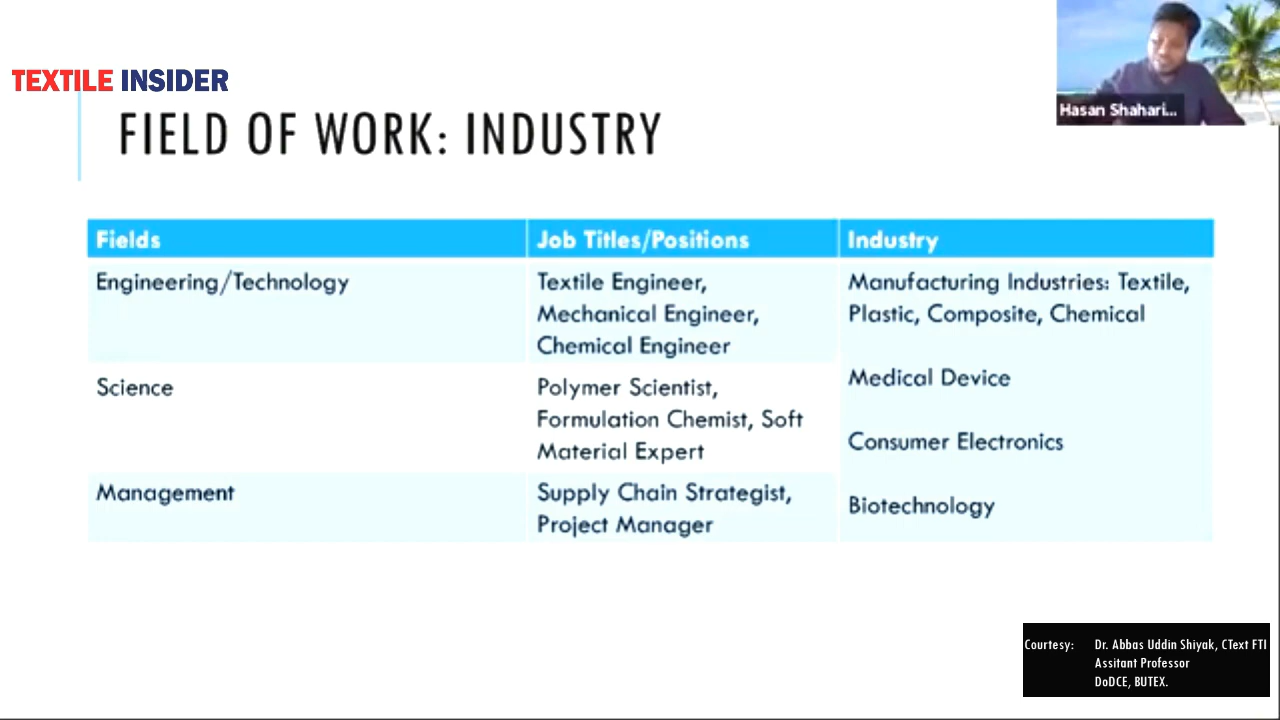 TEXTILE INSIDER
Hasan Shahari...
FIELD OF WORK: INDUSTRY
Fields
Job Titles/Positions
Industry
Engineering/Technology
Textile Engineer,
Mechanical Engineer,
Chemical Engineer
Manufacturing Industries: Textile,
Plastic, Composite, Chemical
Science
Polymer Scientist,
Formulation Chemist, Soft
Material Expert
Medical Device
Consumer Electronics
Management
Supply Chain Strategist,
Project Manager
Biotechnology
Courtesy: Dr. Abbas Uddin Shiyak, CText FTI
Assitant Professor
DoDCE, BUTEX.